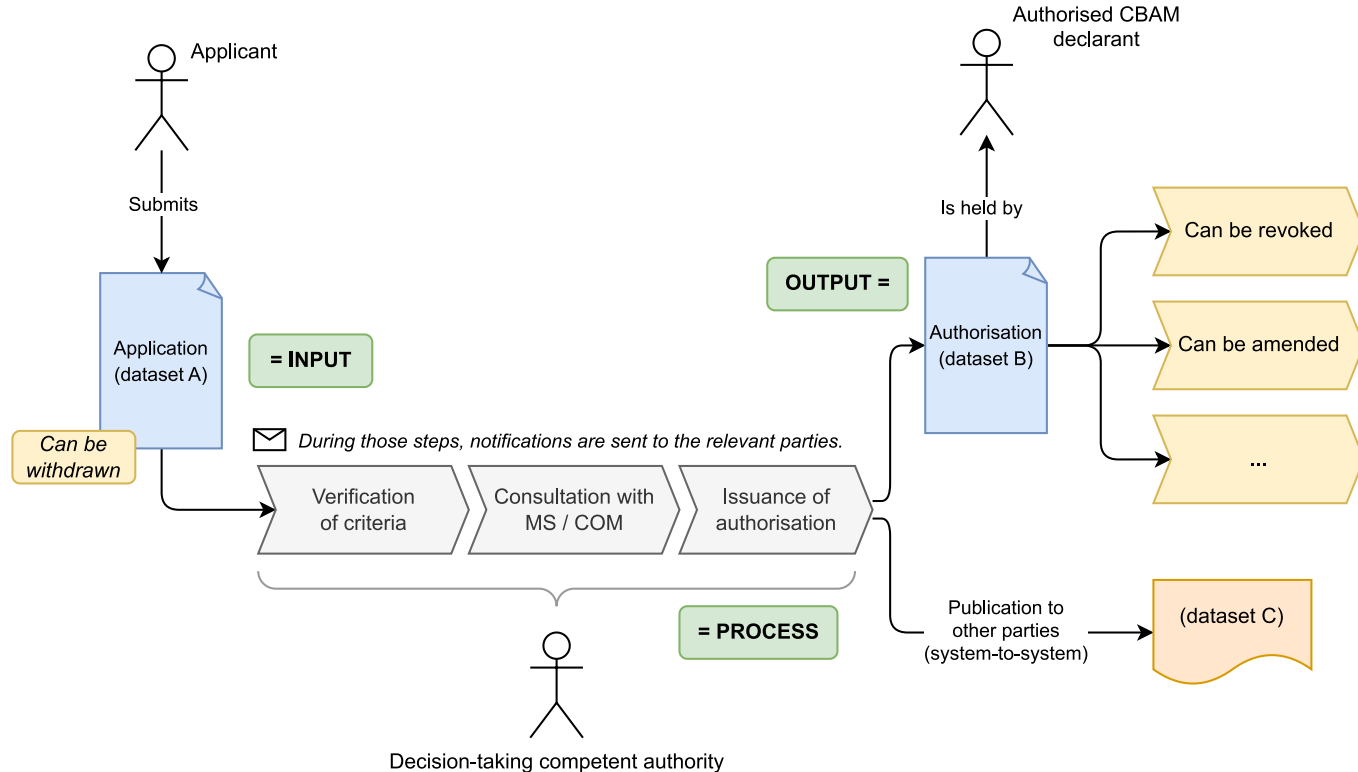 Applicant
Authorised CBAM
declarant
Submits
Is held by
Can be revoked
OUTPUT =
Authorisation
(dataset B)
Can be amended
Application
(dataset A)
= INPUT
Can be
withdrawn
During those steps, notifications are sent to the relevant parties.
...
Verification
of criteria
Consultation with
MS / COM
Issuance of
authorisation
= PROCESS
Publication to
other parties
(system-to-system)
(dataset C)
Decision-taking competent authority